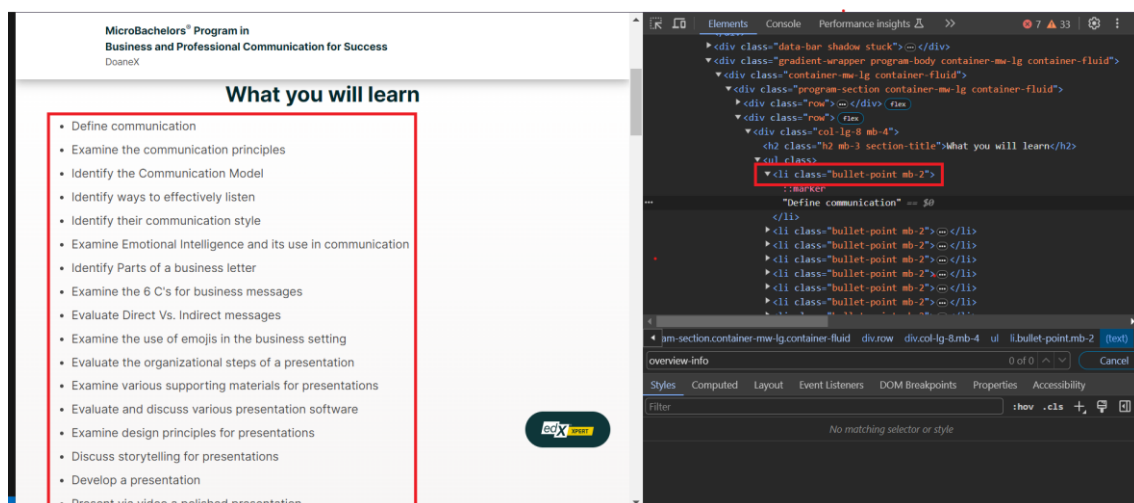 MicroBachelors® Program in
Business and Professional Communication for Success
DoaneX
What you will learn
• Define communication
• Examine the communication principles
• Identify the Communication Model
• Identify ways to effectively listen
• Identify their communication style
• Examine Emotional Intelligence and its use in communication
• Identify Parts of a business letter
• Examine the 6 C's for business messages
• Evaluate Direct Vs. Indirect messages
• Examine the use of emojis in the business setting
• Evaluate the organizational steps of a presentation
• Examine various supporting materials for presentations
• Evaluate and discuss various presentation software
• Examine design principles for presentations
• Discuss storytelling for presentations
• Develop a presentation
• Present via video a polished presentation
edX XPERT
Elements Console Performance insights >> 7 33
<div class="data-bar shadow stuck">…</div>
<div class="gradient-wrapper program-body container-mw-lg container-fluid">
<div class="container-mw-lg container-fluid">
<div class="program-section container-mw-lg container-fluid">
<div class="row">…</div> flex
<div class="row"> flex
<div class="col-lg-8 mb-4">
<h2 class="h2 mb-3 section-title">What you will learn</h2>
<ul class>
<li class="bullet-point mb-2">
::marker
"Define communication" == $0
</li>
<li class="bullet-point mb-2">…</li>
<li class="bullet-point mb-2">…</li>
<li class="bullet-point mb-2">…</li>
<li class="bullet-point mb-2">…</li>
<li class="bullet-point mb-2">…</li>
<li class="bullet-point mb-2">…</li>
am-section.container-mw-lg.container-fluid div.row div.col-lg-8.mb-4 ul li.bullet-point.mb-2 (text)
overview-info 0 of 0 Cancel
Styles Computed Layout Event Listeners DOM Breakpoints Properties Accessibility
Filter :hov .cls +
No matching selector or style